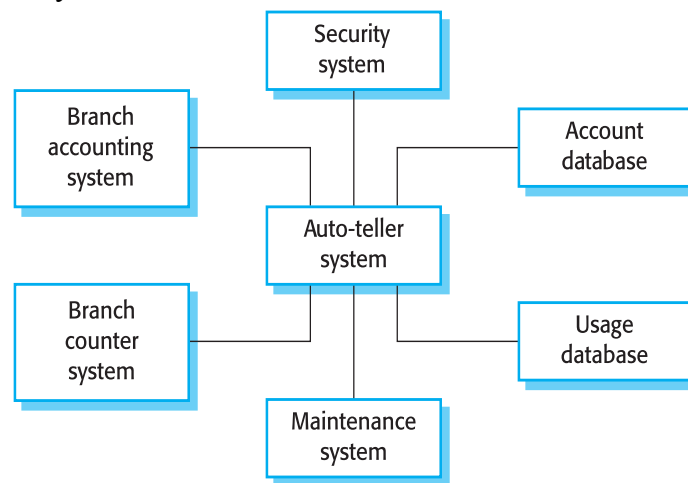 Security
system
Branch
accounting
system
Account
database
Auto-teller
system
Branch
counter
system
Usage
database
Maintenance
system